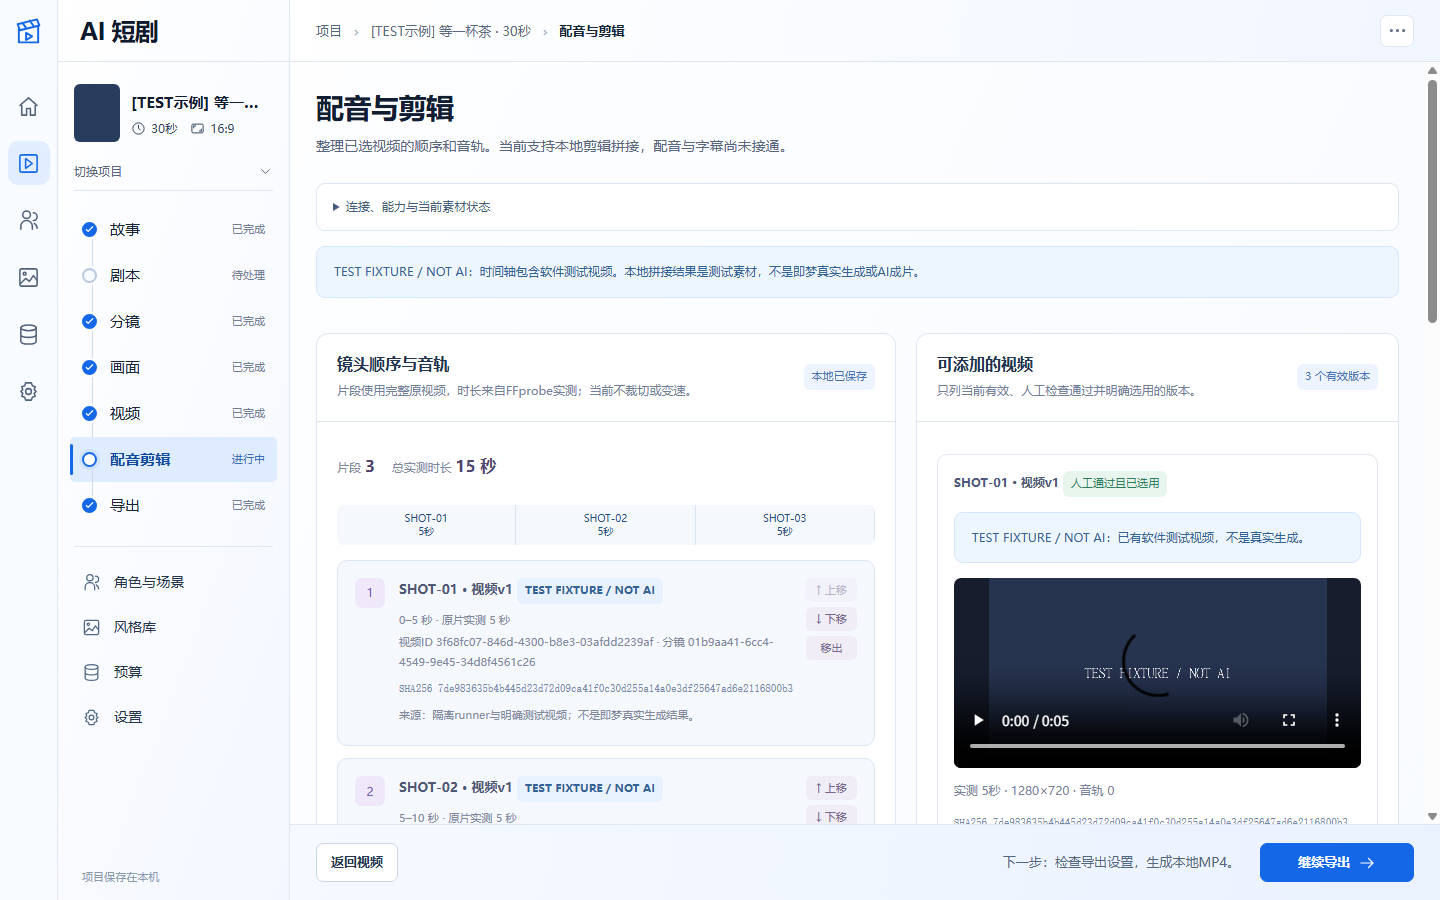 AI 短剧
项目 › [TEST示例] 等一杯茶 · 30秒 › 配音与剪辑
[TEST示例] 等一...
30秒 16:9
切换项目
故事 已完成
剧本 待处理
分镜 已完成
画面 已完成
视频 已完成
配音剪辑 进行中
导出 已完成
角色与场景
风格库
预算
设置
项目保存在本机
配音与剪辑
整理已选视频的顺序和音轨。当前支持本地剪辑拼接，配音与字幕尚未接通。
▶ 连接、能力与当前素材状态
TEST FIXTURE / NOT AI：时间轴包含软件测试视频。本地拼接结果是测试素材，不是即梦真实生成或AI成片。
镜头顺序与音轨
片段使用完整原视频，时长来自FFprobe实测；当前不裁切或变速。
本地已保存
片段 3 总实测时长 15 秒
SHOT-01
5秒
SHOT-02
5秒
SHOT-03
5秒
1
SHOT-01 • 视频v1 TEST FIXTURE / NOT AI
0–5 秒 · 原片实测 5 秒
视频ID 3f68fc07-846d-4300-b8e3-03afdd2239af · 分镜 01b9aa41-6cc4-
4549-9e45-34d8f4561c26
SHA256 7de983635b4b445d23d72d09ca41f0c30d255a14a0e3df25647ad6e2116800b3
来源：隔离runner与明确测试视频；不是即梦真实生成结果。
↑ 上移
↓ 下移
移出
2
SHOT-02 • 视频v1 TEST FIXTURE / NOT AI
5–10 秒 · 原片实测 5 秒
↑ 上移
↓ 下移
可添加的视频
只列当前有效、人工检查通过并明确选用的版本。
3 个有效版本
SHOT-01 • 视频v1 人工通过且已选用
TEST FIXTURE / NOT AI：已有软件测试视频，不是真实生成。
TEST FIXTURE / NOT AI
0:00 / 0:05
实测 5秒 · 1280×720 · 音轨 0
SHA256 7de983635b4b445d23d72d09ca41f0c30d255a14a0e3df25647ad6e2116800b3
返回视频
下一步：检查导出设置，生成本地MP4。
继续导出 →